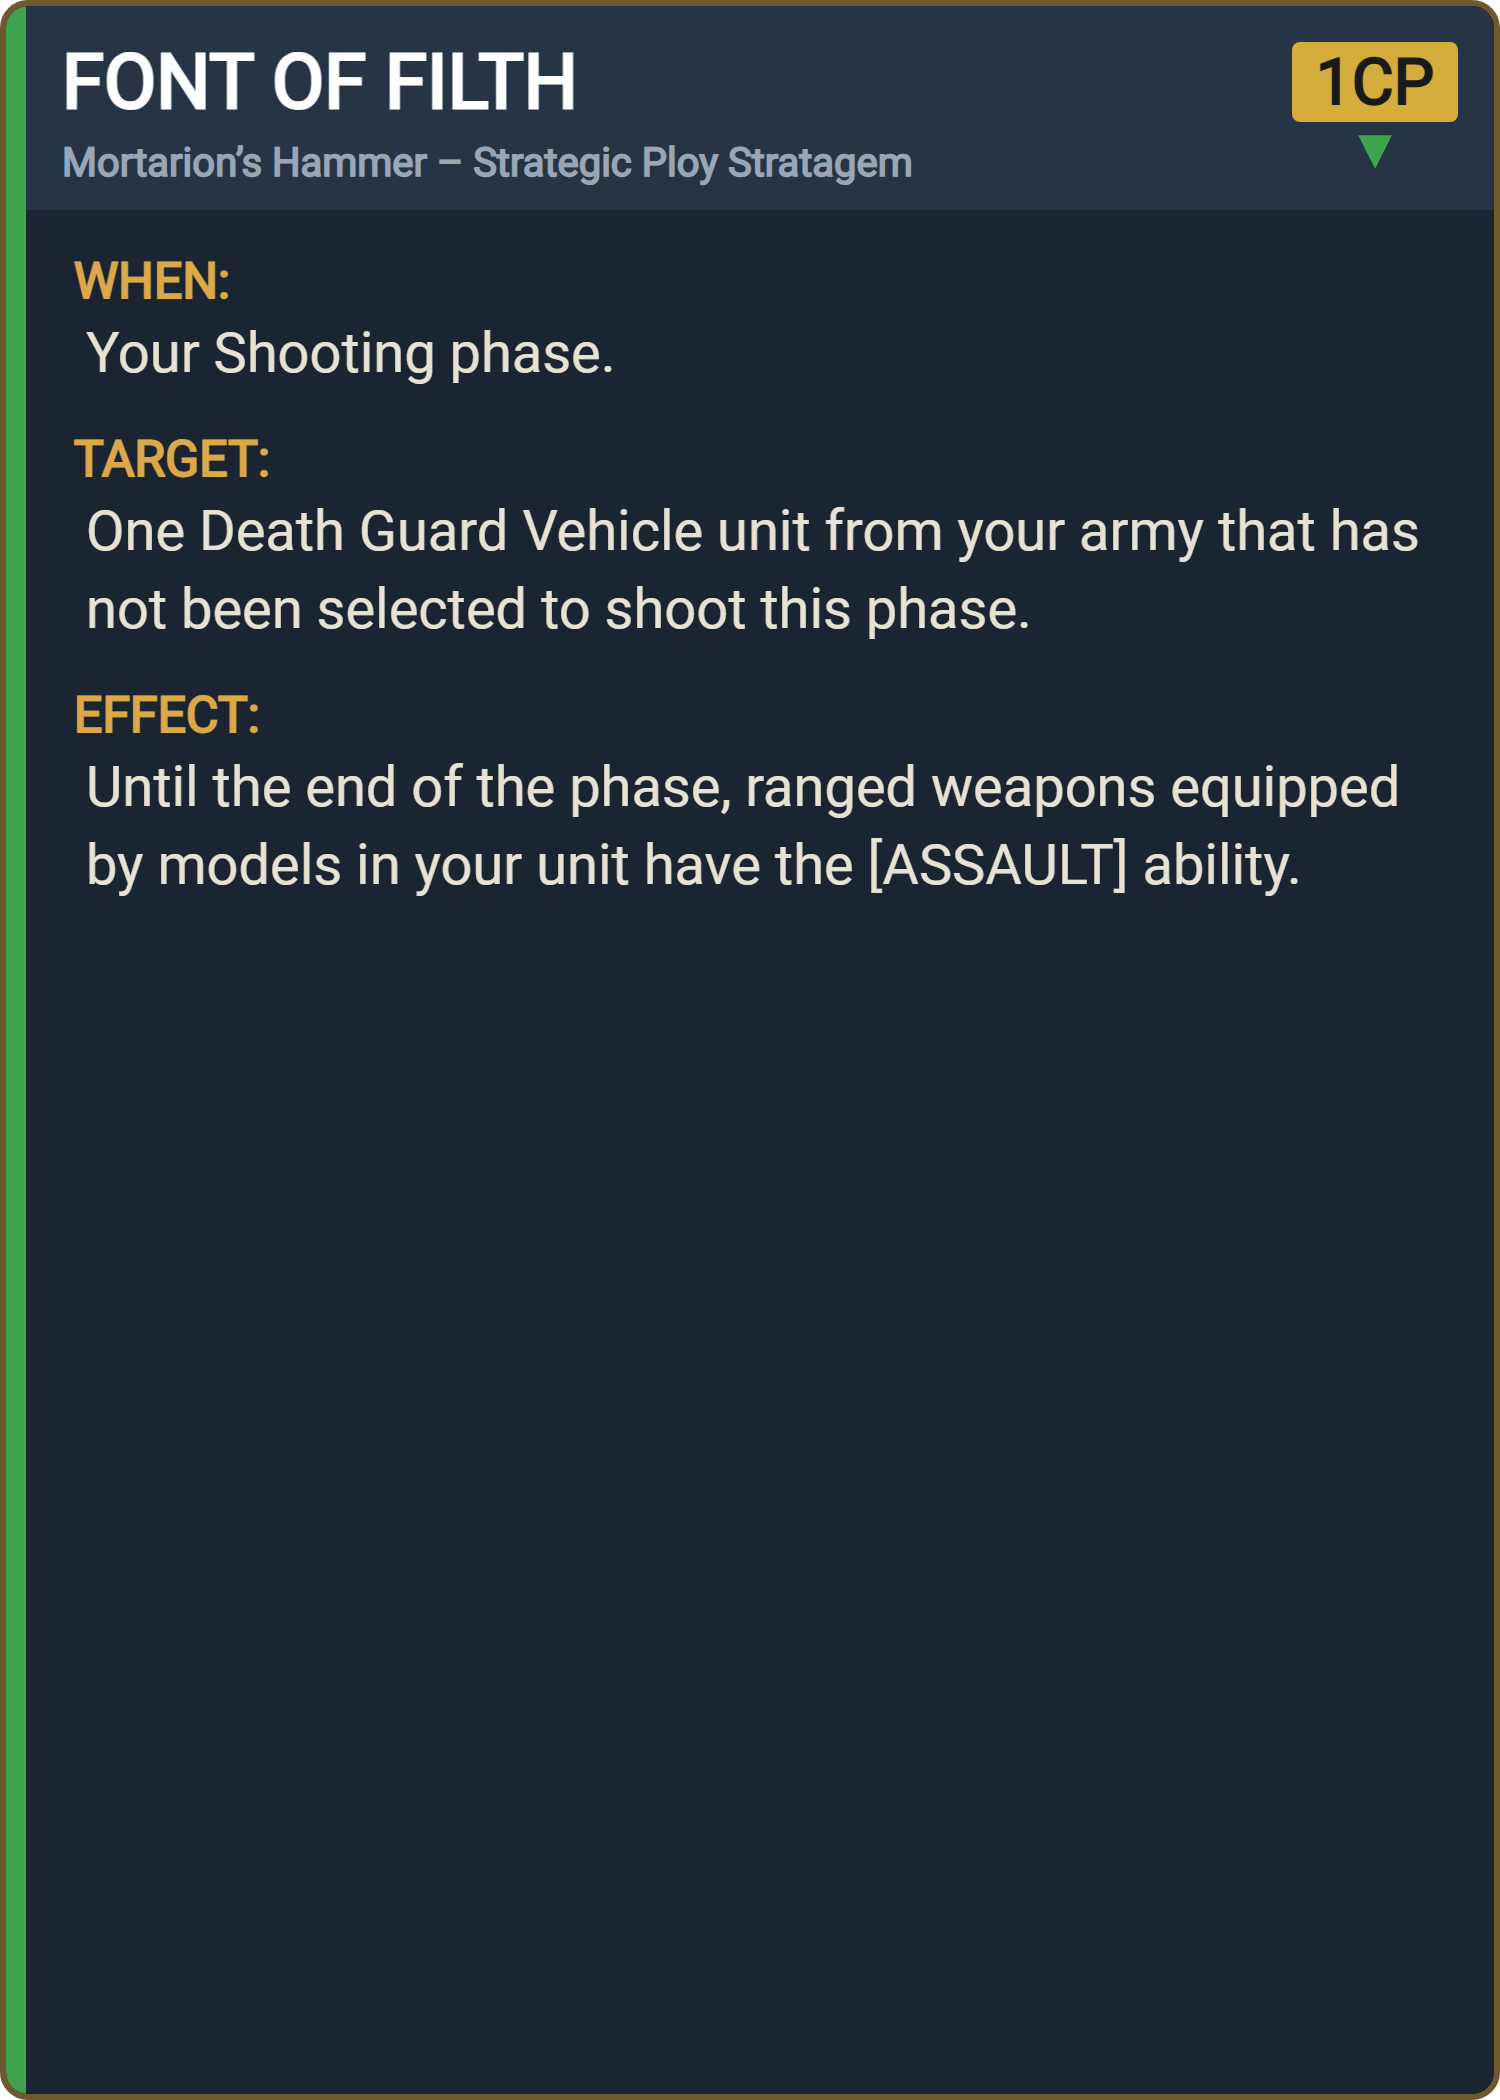 FONT OF FILTH
1CP
Mortarion’s Hammer – Strategic Ploy Stratagem
WHEN:
Your Shooting phase.
TARGET:
One Death Guard Vehicle unit from your army that has
not been selected to shoot this phase.
EFFECT:
Until the end of the phase, ranged weapons equipped
by models in your unit have the [ASSAULT] ability.